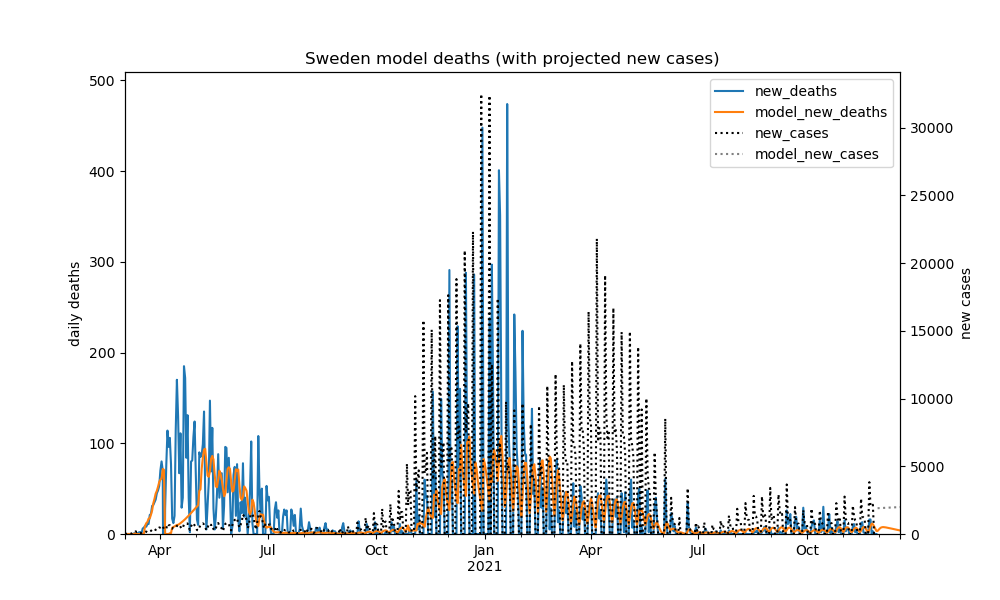 Sweden model deaths (with projected new cases)
500
400
300
200
100
0
daily deaths
30000
25000
20000
15000
10000
5000
0
new cases
new_deaths
model_new_deaths
new_cases
model_new_cases
Apr
Jul
Oct
Jan
2021
Apr
Jul
Oct